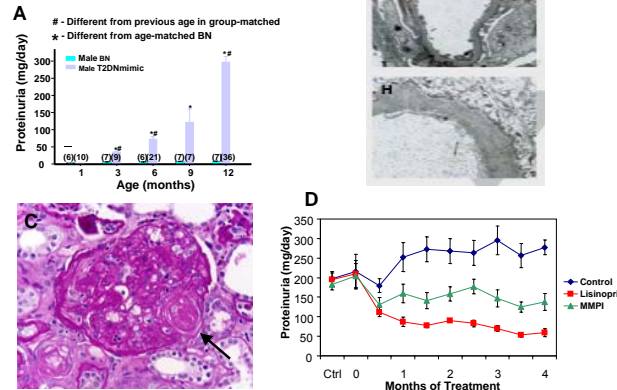 A
# - Different from previous age in group-matched
* - Different from age-matched BN
Male BN
Male T2DNmimic
Proteinuria (mg/day)
300
250
200
150
100
50
0
*#
*#
*
*#
(6)(10) (7)(9) (6)(21) (7)(7) (7)(36)
1 3 6 9 12
Age (months)
H
C
D
Proteinuria (mg/day)
350
300
250
200
150
100
50
0
Ctrl 0 1 2 3 4
Months of Treatment
Control
Lisinopril
MMPI